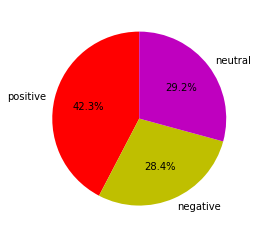 neutral
29.2%
positive
42.3%
28.4%
negative